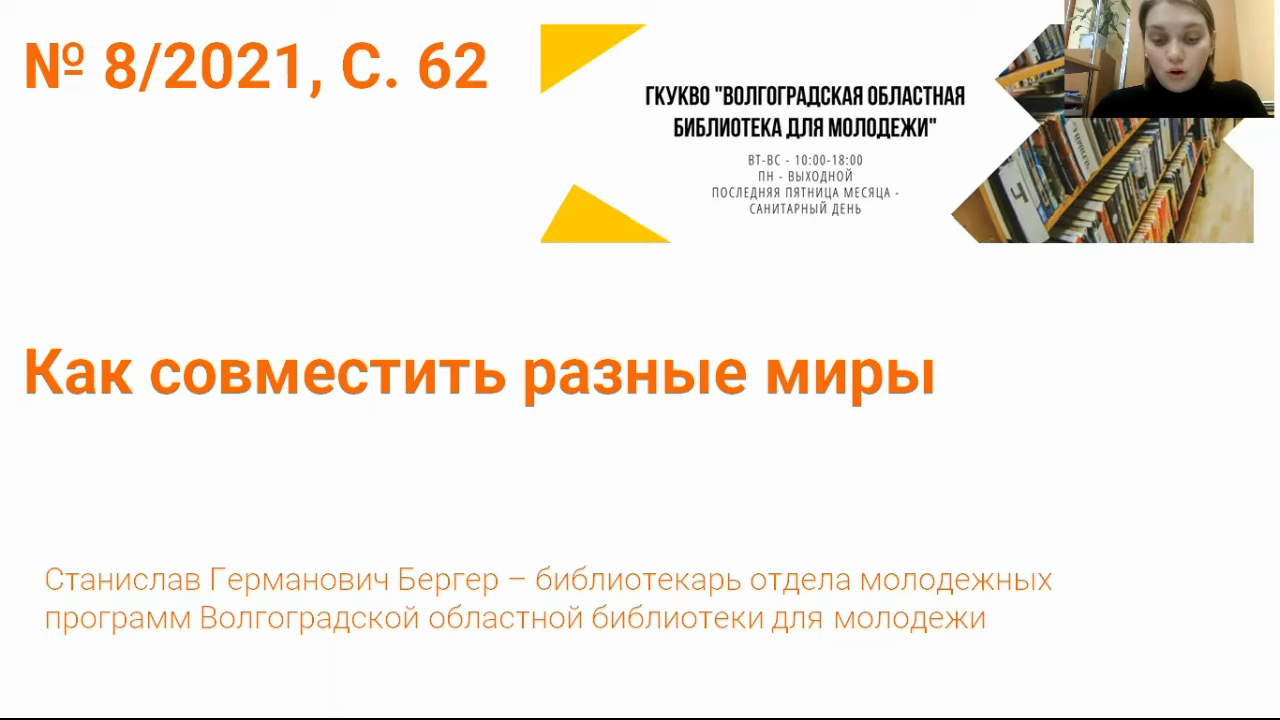 № 8/2021, С. 62
ГКУКВО "ВОЛГОГРАДСКАЯ ОБЛАСТНАЯ
БИБЛИОТЕКА ДЛЯ МОЛОДЕЖИ"
ВТ-ВС - 10:00-18:00
ПН - ВЫХОДНОЙ
ПОСЛЕДНЯЯ ПЯТНИЦА МЕСЯЦА -
САНИТАРНЫЙ ДЕНЬ
Как совместить разные миры
Станислав Германович Бергер – библиотекарь отдела молодежных
программ Волгоградской областной библиотеки для молодежи